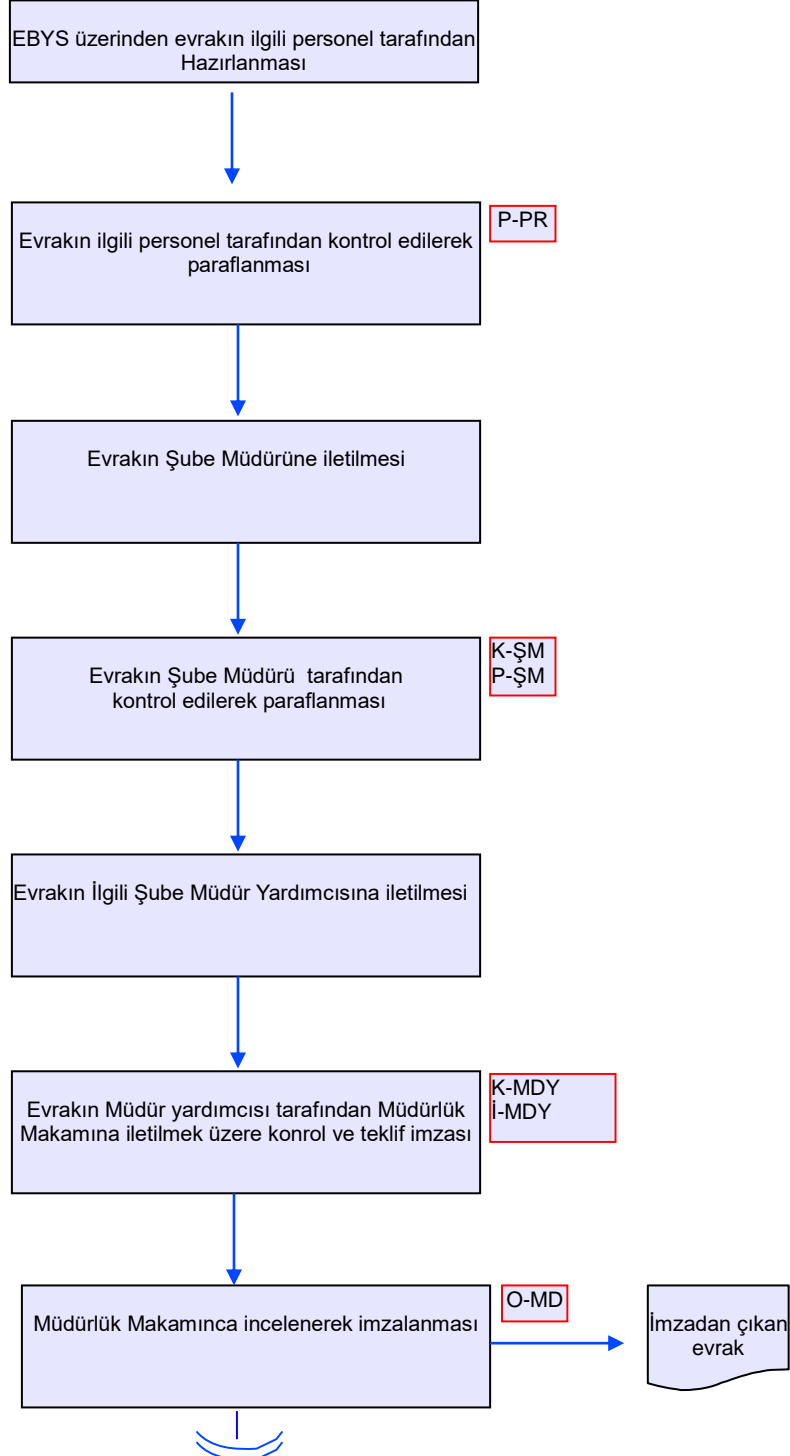 EBYS üzerinden evrakın ilgili personel tarafından
Hazırlanması
Evrakın ilgili personel tarafından kontrol edilerek
paraflanması
P-PR
Evrakın Şube Müdürüne iletilmesi
Evrakın Şube Müdürü tarafından
kontrol edilerek paraflanması
K-ŞM
P-ŞM
Evrakın İlgili Şube Müdür Yardımcısına iletilmesi
Evrakın Müdür yardımcısı tarafından Müdürlük
Makamına iletilmek üzere konrol ve teklif imzası
K-MDY
İ-MDY
Müdürlük Makamınca incelenerek imzalanması
O-MD
İmzadan çıkan
evrak